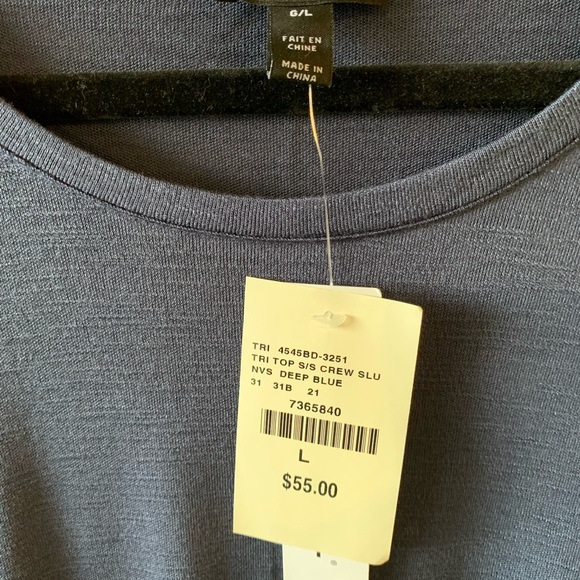 G/L
FAIT EN
CHINE
MADE IN
CHINA
TRI 4545BD-3251
TRI TOP S/S CREW SLU
NVS DEEP BLUE
31 31B 21
7365840
L
$55.00